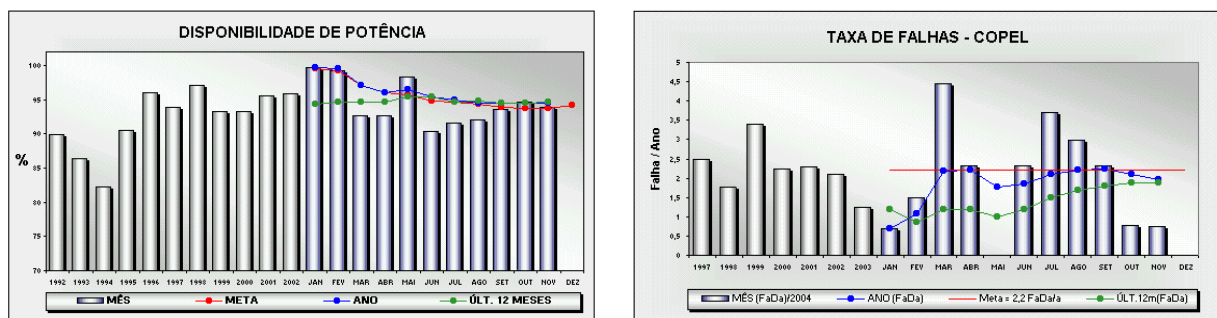 DISPONIBILIDADE DE POTÊNCIA
100
95
90
85
80
75
70
%
1992 1993 1994 1995 1996 1997 1998 1999 2000 2001 2002 JAN FEV MAR ABR MAI JUN JUL AGO SET OUT NOV DEZ
MÊS META ANO ÚLT. 12 MESES
TAXA DE FALHAS - COPEL
5
4,5
4
3,5
3
2,5
2
1,5
1
0,5
0
Falha / Ano
1997 1998 1999 2000 2001 2002 2003 JAN FEV MAR ABR MAI JUN JUL AGO SET OUT NOV DEZ
MÊS (FaDa)/2004 ANO (FaDa) Meta = 2,2 FaDa/a ÚLT.12m(FaDa)